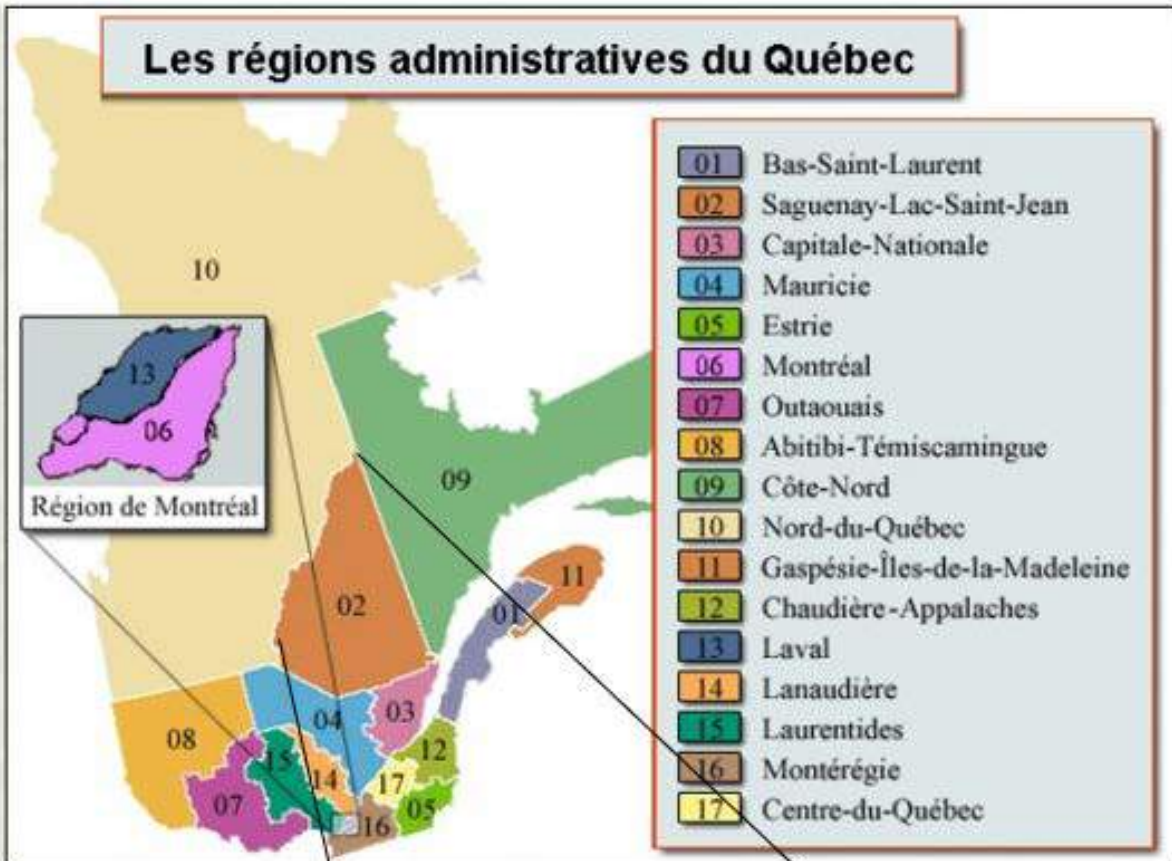 Les régions administratives du Québec
01 Bas-Saint-Laurent
02 Saguenay-Lac-Saint-Jean
03 Capitale-Nationale
04 Mauricie
05 Estrie
06 Montréal
07 Outaouais
08 Abitibi-Témiscamingue
09 Côte-Nord
10 Nord-du-Québec
11 Gaspésie-Îles-de-la-Madeleine
12 Chaudière-Appalaches
13 Laval
14 Lanaudière
15 Laurentides
16 Montérégie
17 Centre-du-Québec
10
13
06
Région de Montréal
09
11
02
01
04
03
08
12
15
14
17
07
16
05